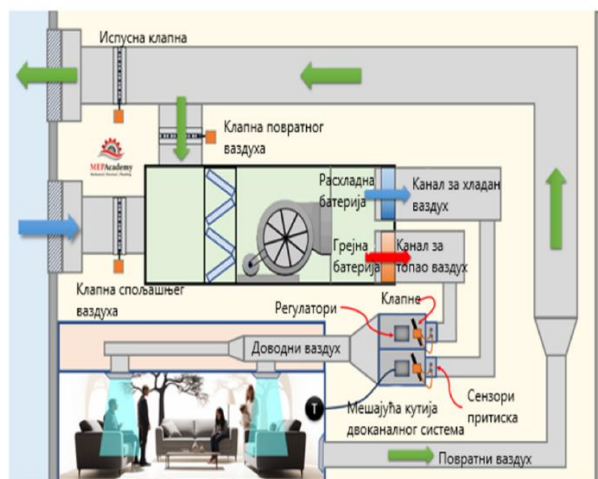 Испусна клапна
Клапна повратног
ваздуха
MEPAcademy
Расхладна
батерија
Канал за хладан
ваздух
Грејна
батерија
Канал за
топао ваздух
Клапна спољашњег
ваздуха
Регулатори
Клапне
Доводни ваздух
T
Мешајућа кутија
двоканалног система
Сензори
притиска
Повратни ваздух